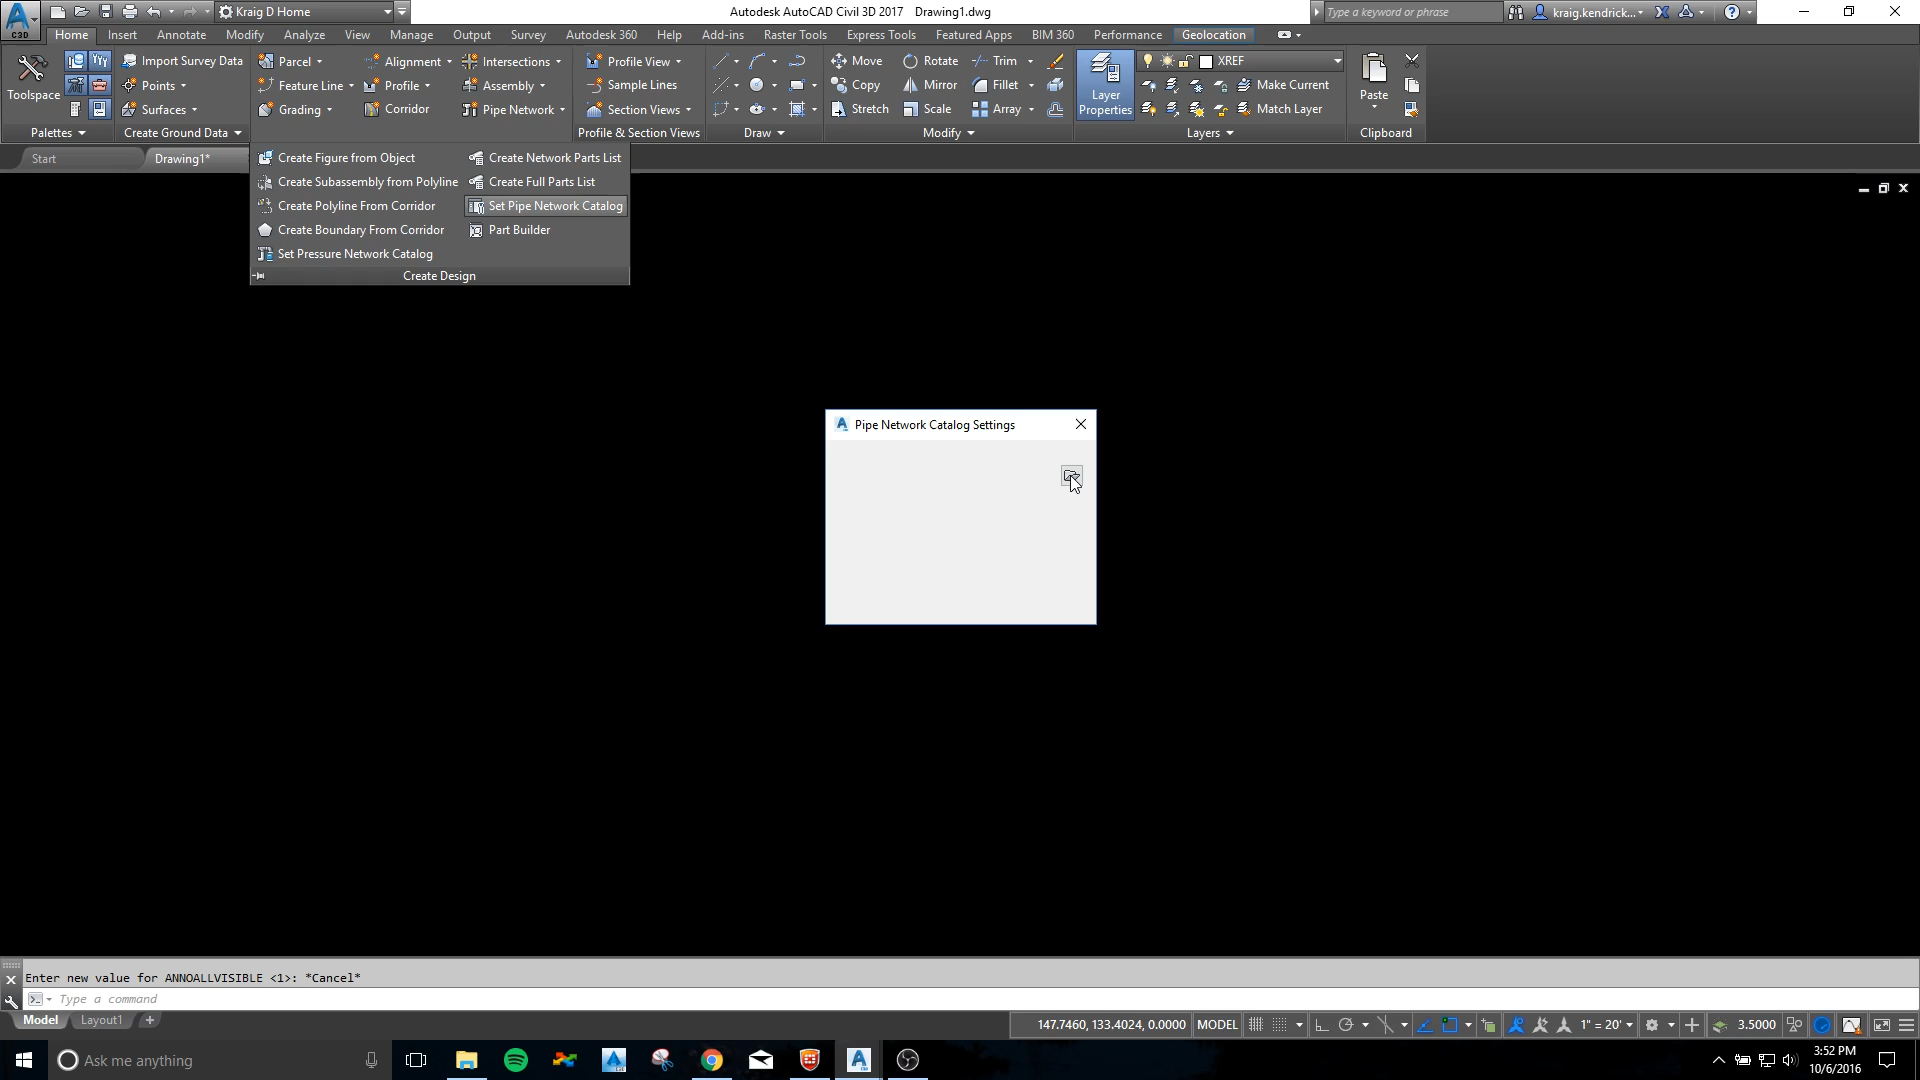 C3D
Kraig D Home
Autodesk AutoCAD Civil 3D 2017 Drawing1.dwg
Type a keyword or phrase
kraig.kendrick...
Home Insert Annotate Modify Analyze View Manage Output Survey Autodesk 360 Help Add-ins Raster Tools Express Tools Featured Apps BIM 360 Performance Geolocation
Toolspace
Import Survey Data
Points
Surfaces
Parcel
Feature Line
Grading
Alignment
Profile
Corridor
Intersections
Assembly
Pipe Network
Profile View
Sample Lines
Section Views
Move
Copy
Stretch
Rotate
Mirror
Scale
Trim
Fillet
Array
Layer
Properties
XREF
Make Current
Match Layer
Paste
Palettes
Create Ground Data
Profile & Section Views
Draw
Modify
Layers
Clipboard
Start
Drawing1*
Create Figure from Object
Create Subassembly from Polyline
Create Polyline From Corridor
Create Boundary From Corridor
Set Pressure Network Catalog
Create Network Parts List
Create Full Parts List
Set Pipe Network Catalog
Part Builder
Create Design
Pipe Network Catalog Settings
Enter new value for ANNOALLVISIBLE <1>: *Cancel*
Type a command
Model Layout1
147.7460, 133.4024, 0.0000 MODEL
1" = 20'
3.5000
Ask me anything
3:52 PM
10/6/2016